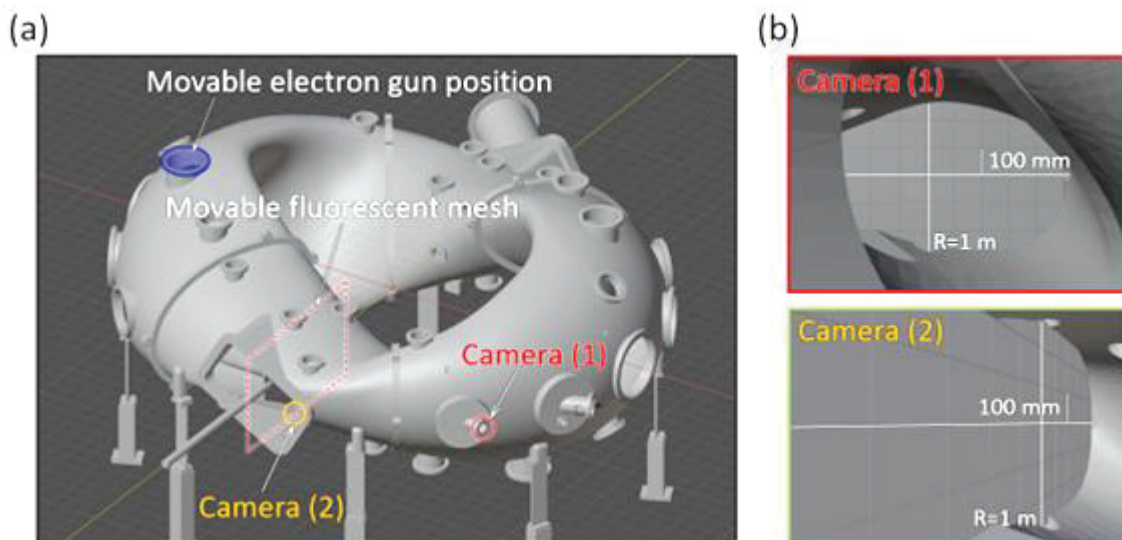 (a)
Movable electron gun position
Movable fluorescent mesh
Camera (1)
Camera (2)
(b)
Camera (1)
100 mm
R=1 m
Camera (2)
100 mm
R=1 m